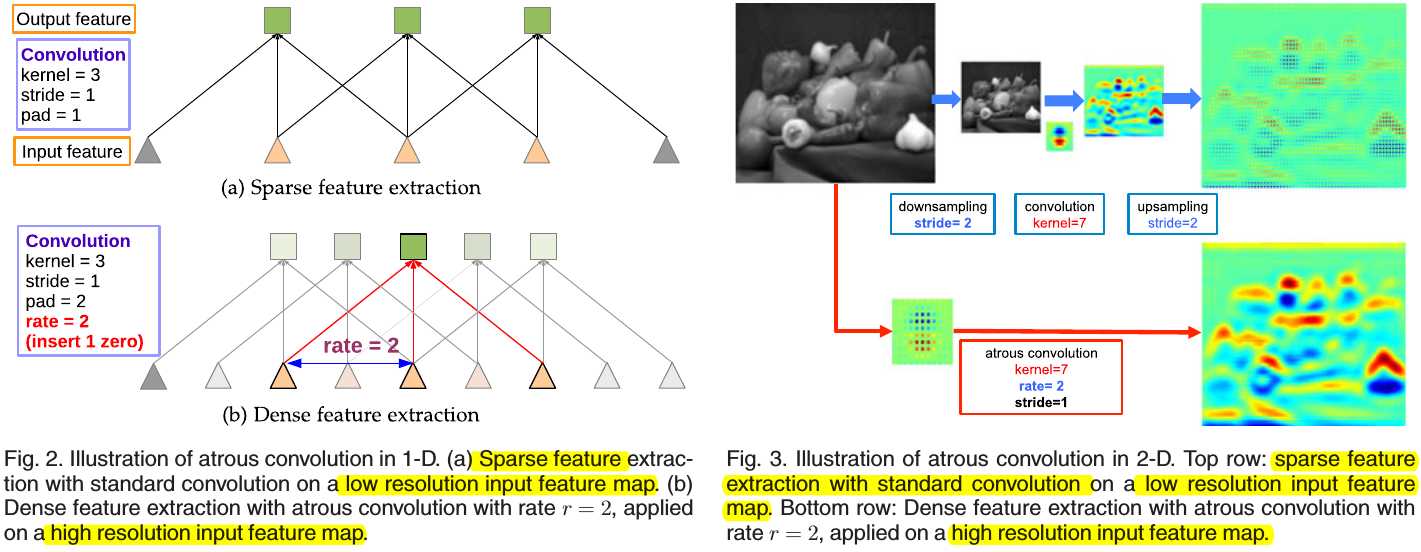 Output feature
Convolution
kernel = 3
stride = 1
pad = 1
Input feature
(a) Sparse feature extraction
Convolution
kernel = 3
stride = 1
pad = 2
rate = 2
(insert 1 zero)
rate = 2
(b) Dense feature extraction
Fig. 2. Illustration of atrous convolution in 1-D. (a) Sparse feature extrac-
tion with standard convolution on a low resolution input feature map. (b)
Dense feature extraction with atrous convolution with rate r = 2, applied
on a high resolution input feature map.
downsampling
stride= 2
convolution
kernel=7
upsampling
stride=2
atrous convolution
kernel=7
rate= 2
stride=1
Fig. 3. Illustration of atrous convolution in 2-D. Top row: sparse feature
extraction with standard convolution on a low resolution input feature
map. Bottom row: Dense feature extraction with atrous convolution with
rate r = 2, applied on a high resolution input feature map.